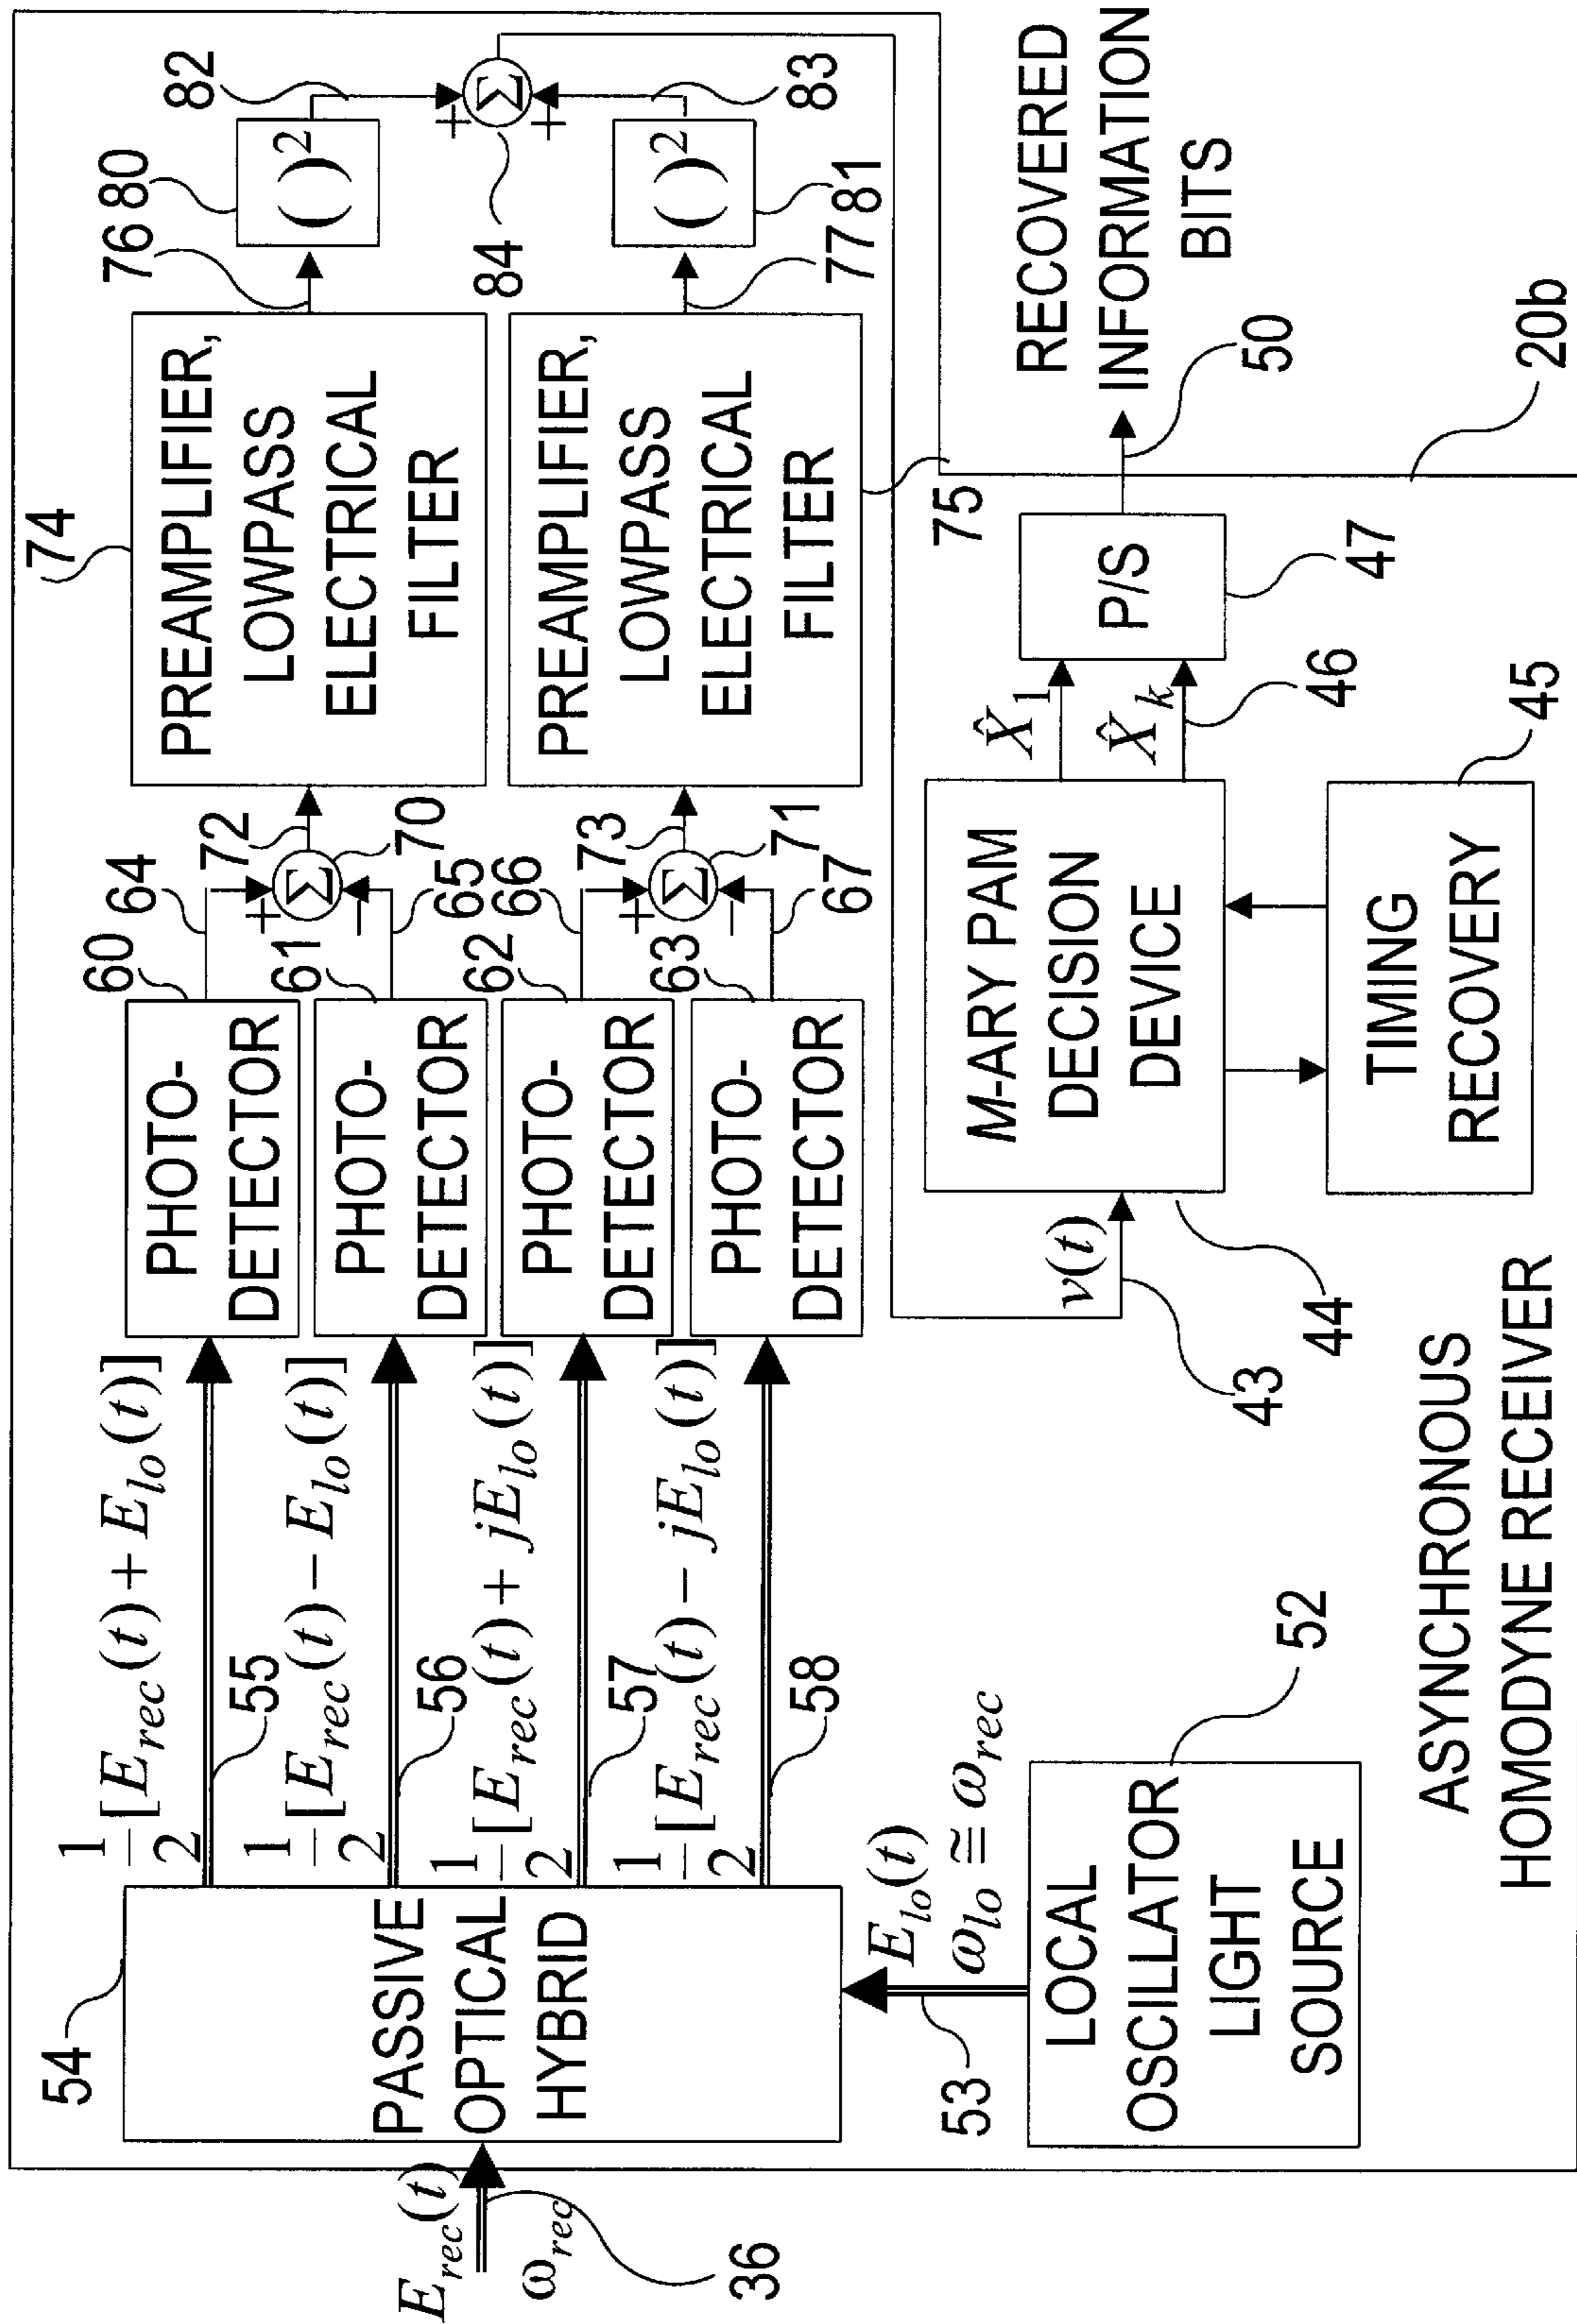 E_rec(t)
ω_rec
36
54
PASSIVE
OPTICAL
HYBRID
1/2[E_rec(t) + E_lo(t)]
55
1/2[E_rec(t) − E_lo(t)]
56
1/2[E_rec(t) + jE_lo(t)]
57
1/2[E_rec(t) − jE_lo(t)]
58
E_lo(t)
ω_lo ≅ ω_rec
53
LOCAL
OSCILLATOR
LIGHT
SOURCE
52
60
PHOTO-
DETECTOR
61
PHOTO-
DETECTOR
62
PHOTO-
DETECTOR
63
PHOTO-
DETECTOR
64
+
Σ
−
72
70
65
66
+
Σ
−
73
71
67
74
PREAMPLIFIER,
LOWPASS
ELECTRICAL
FILTER
PREAMPLIFIER,
LOWPASS
ELECTRICAL
FILTER
75
76
80
( )²
82
+
Σ
+
84
83
77
81
( )²
v(t)
43
44
M-ARY PAM
DECISION
DEVICE
TIMING
RECOVERY
45
X̂_1
X̂_k
46
P/S
47
50
RECOVERED
INFORMATION
BITS
20b
ASYNCHRONOUS
HOMODYNE RECEIVER